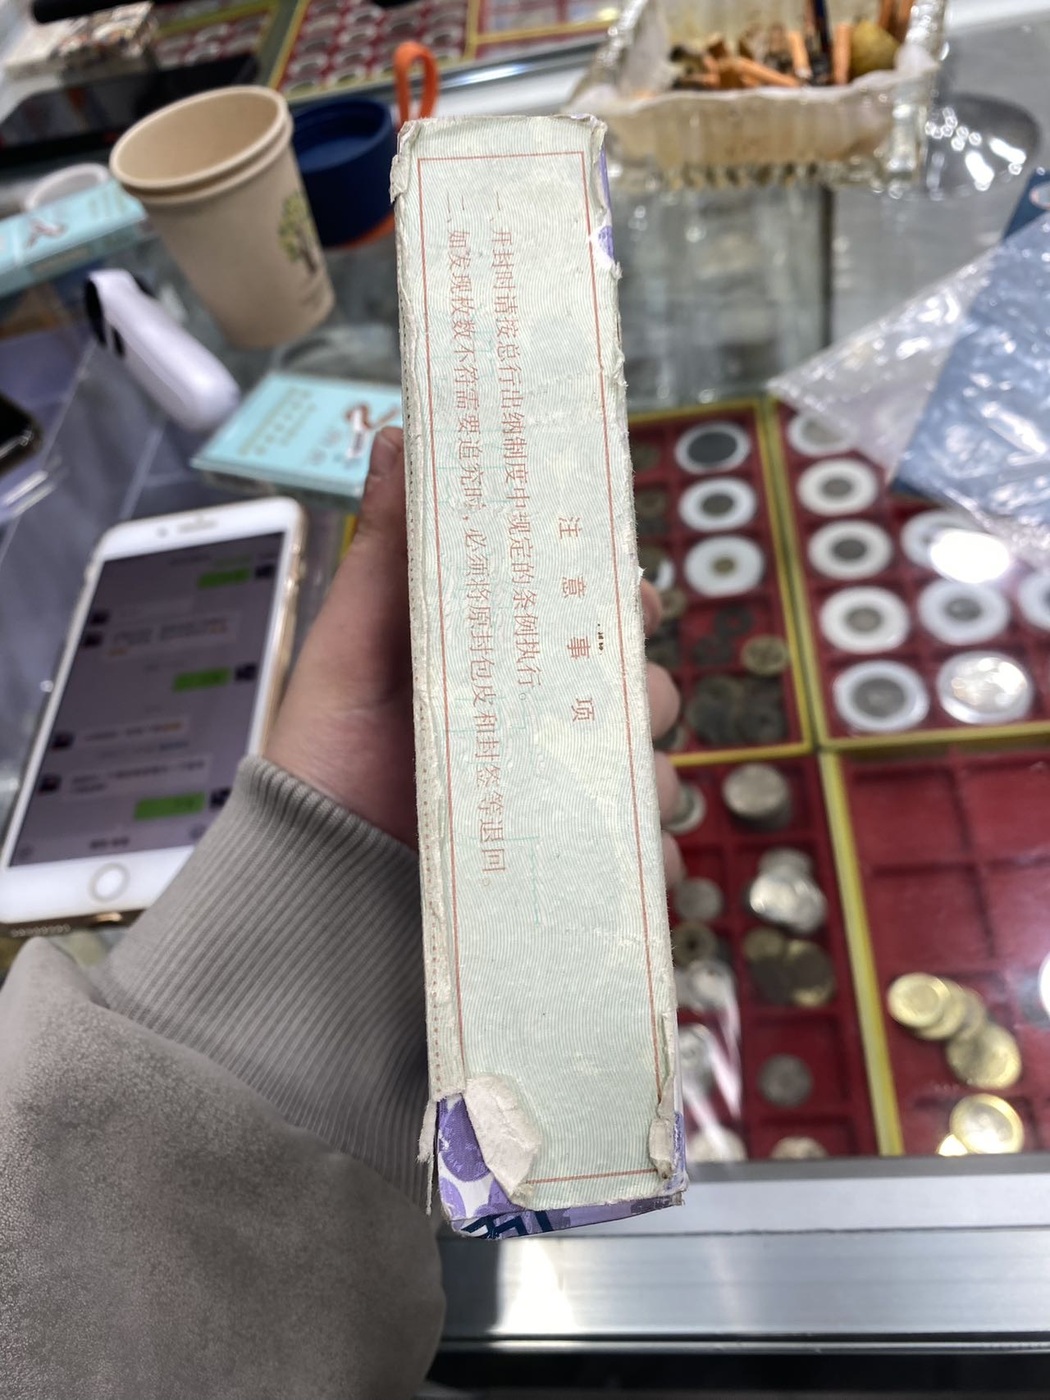 注意事项
一、开封时请按总行出纳制度中规定的条例执行。
二、如发现枚数不符需要追究时，必须将原封包皮和封签等退回。